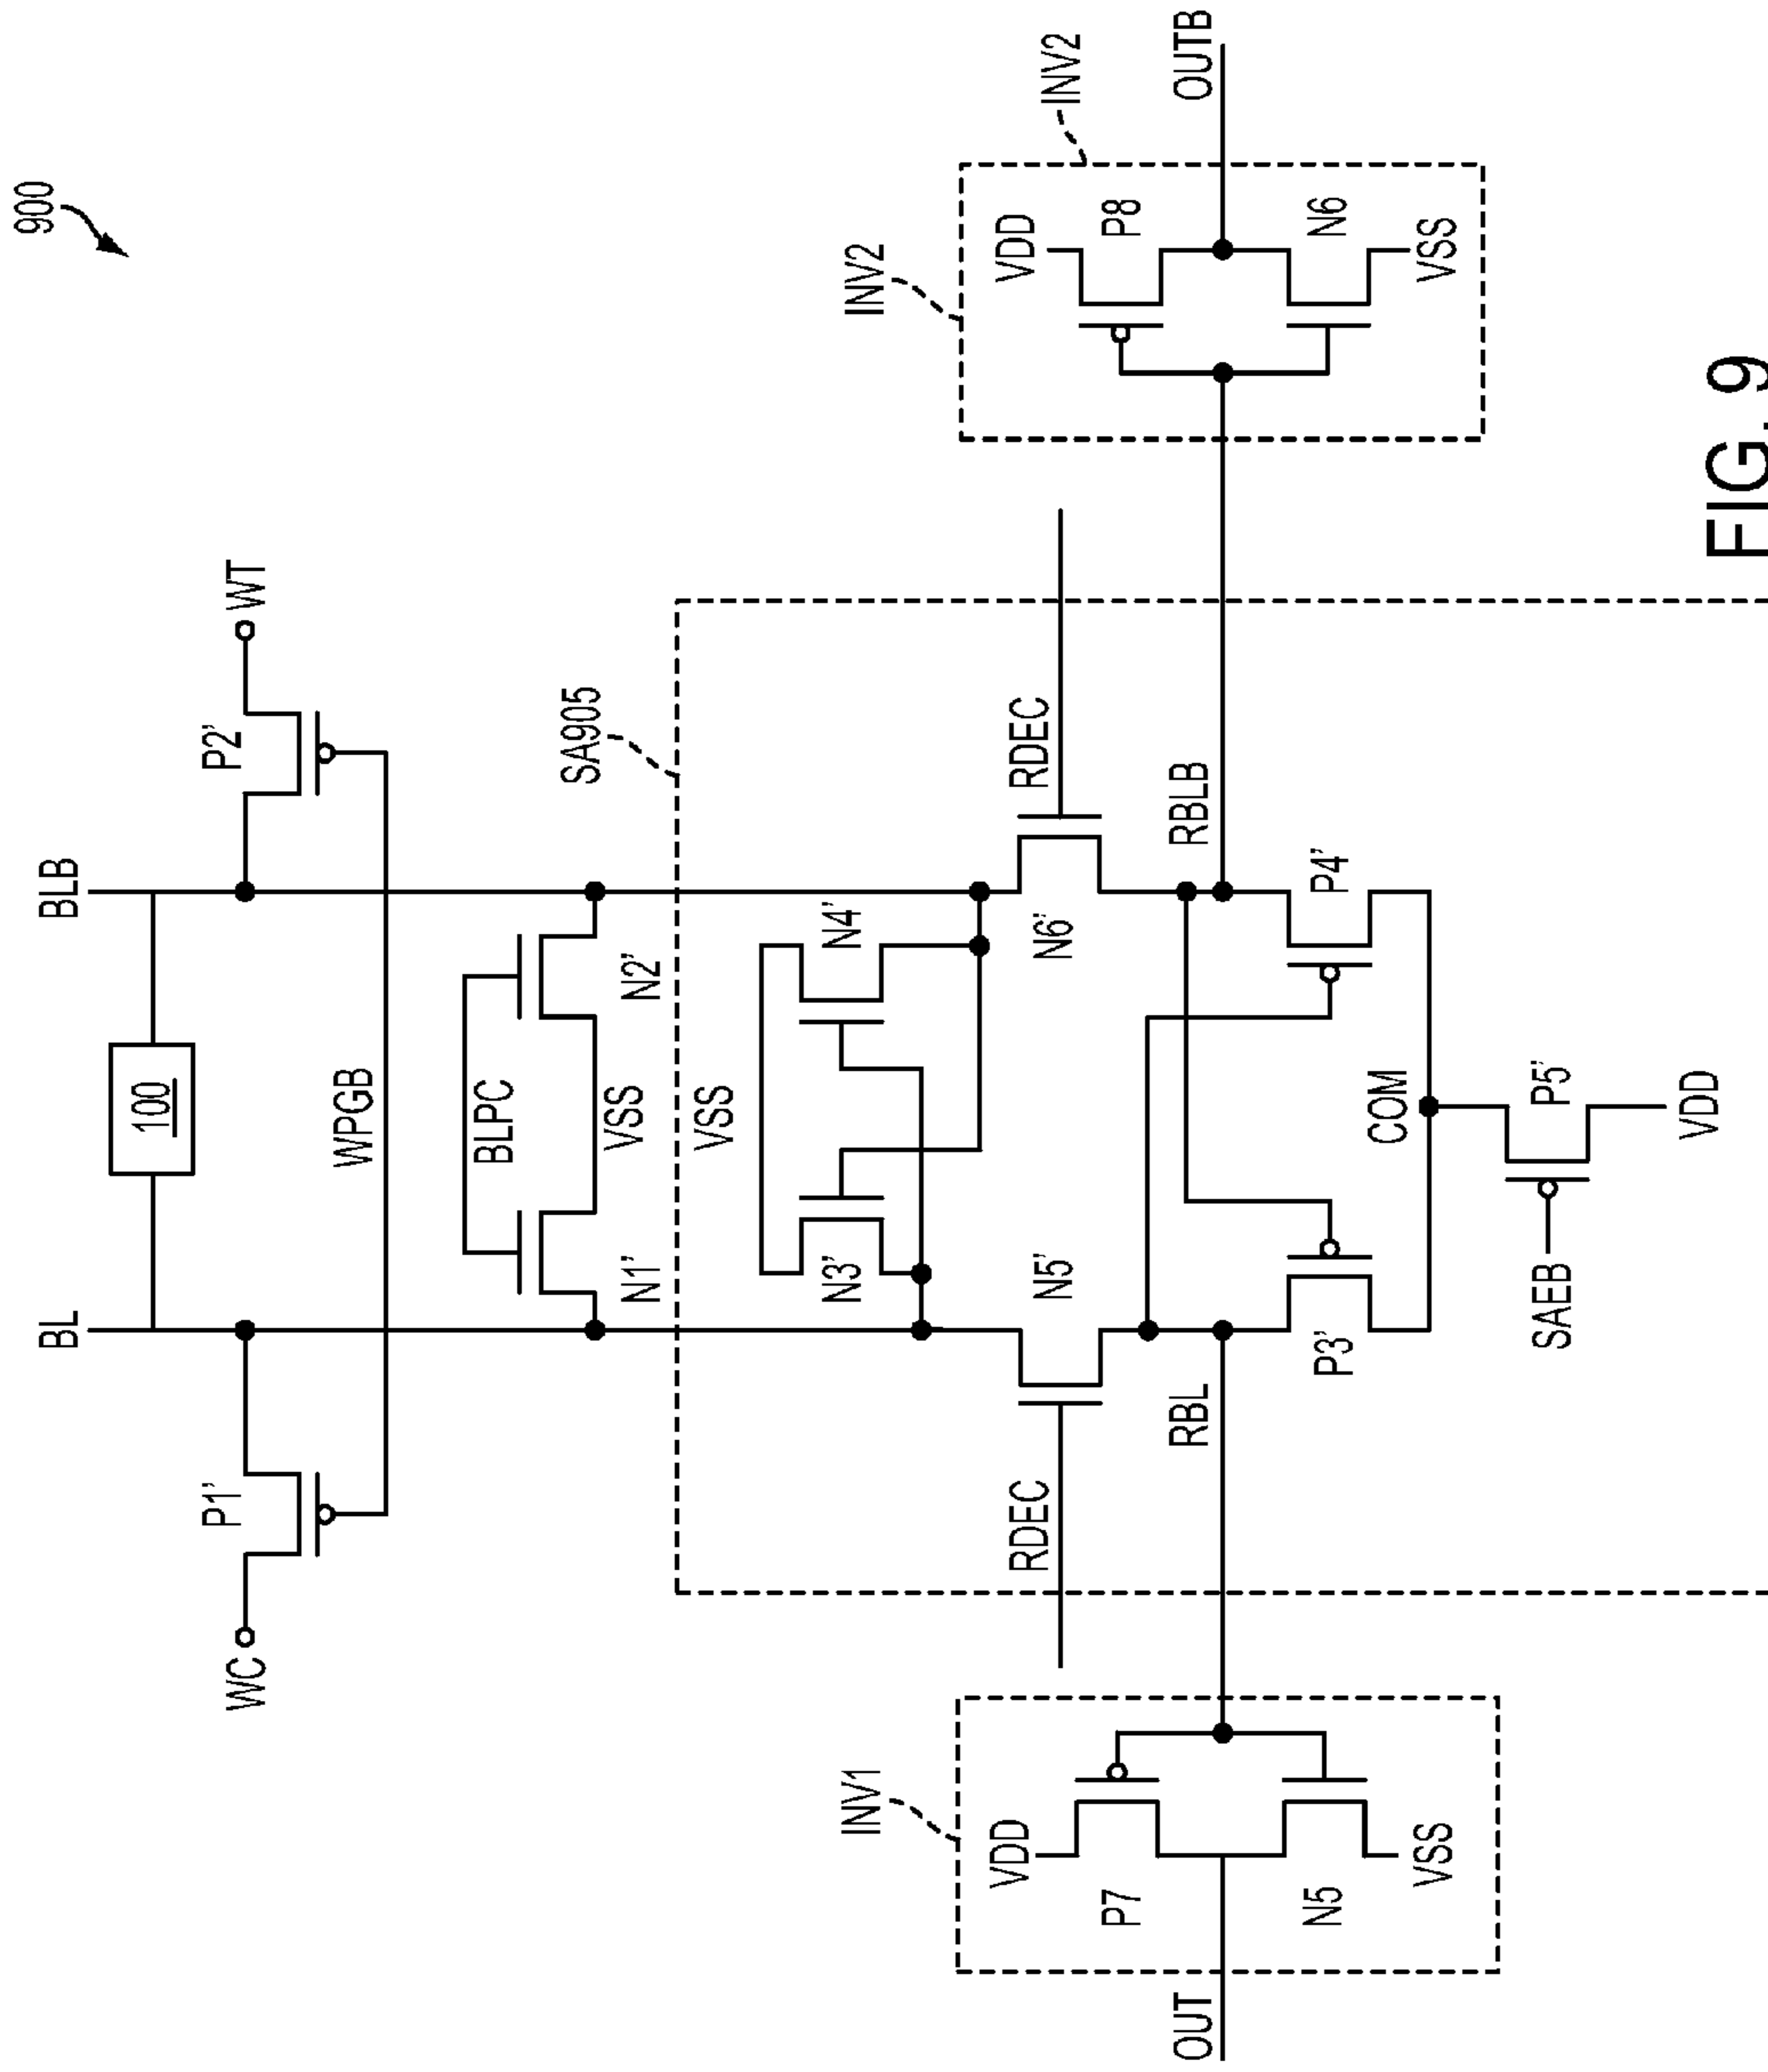 900
BL
BLB
100
WC
P1'
P2'
WT
WPGB
BLPC
N1'
VSS
N2'
SA905
VSS
N3'
N4'
INV1
INV2
INV2
VDD
P7
N5
VSS
OUT
RDEC
N5'
N6'
RDEC
RBL
RBLB
P3'
P4'
COM
SAEB
P5'
VDD
VDD
P8
N6
VSS
OUTB
FIG. 9